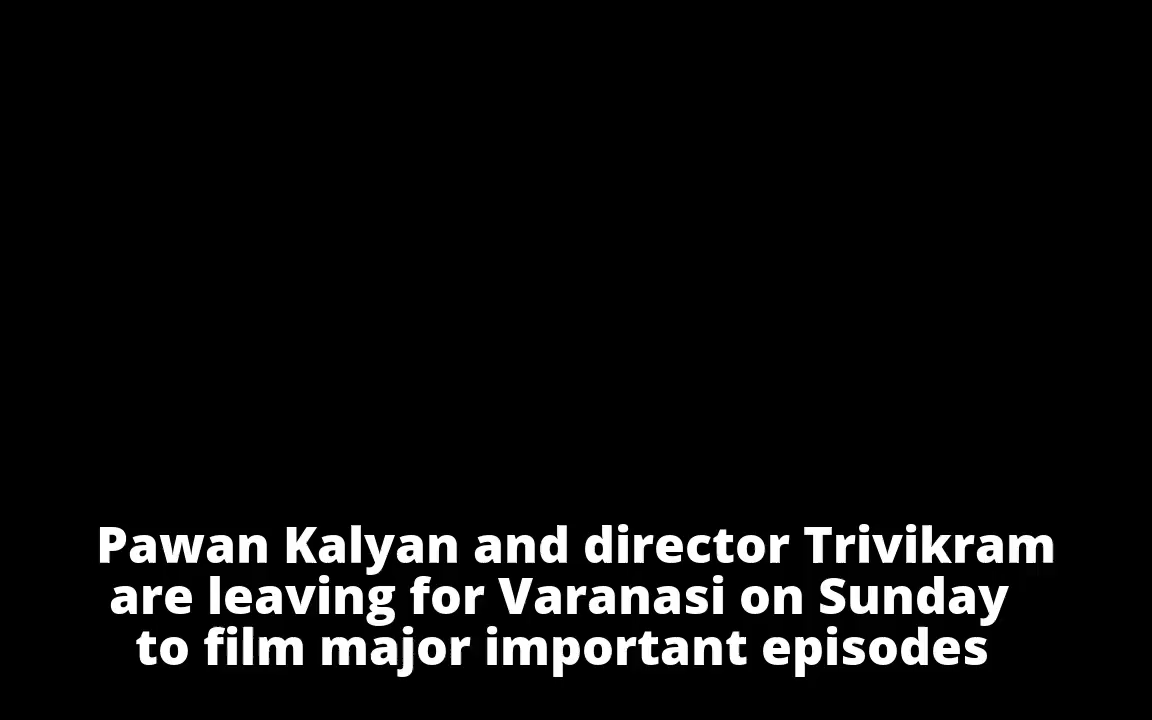 Pawan Kalyan and director Trivikram
are leaving for Varanasi on Sunday
to film major important episodes